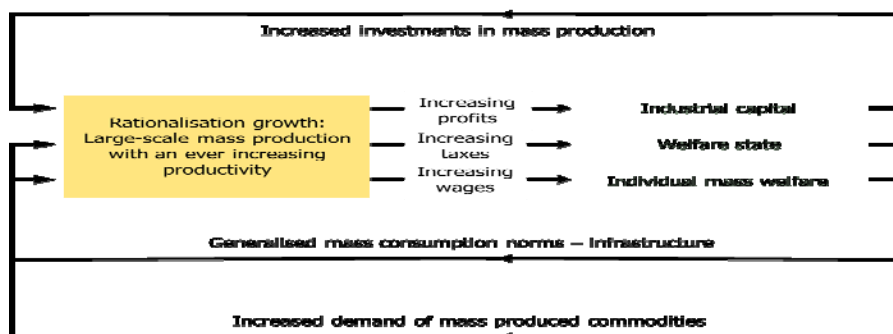 Increased investments in mass production
Rationalisation growth:
Large-scale mass production
with an ever increasing
productivity
Increasing
profits
Industrial capital
Increasing
taxes
Welfare state
Increasing
wages
Individual mass welfare
Generalised mass consumption norms – infrastructure
Increased demand of mass produced commodities